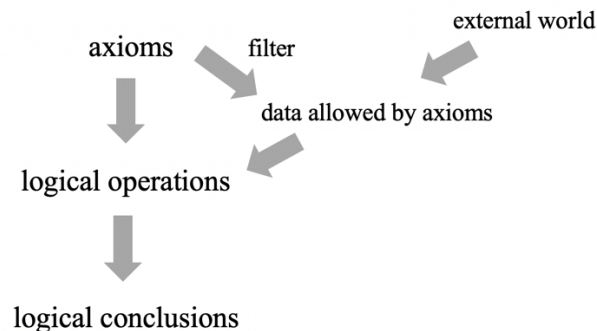 external world
axioms
filter
data allowed by axioms
logical operations
logical conclusions